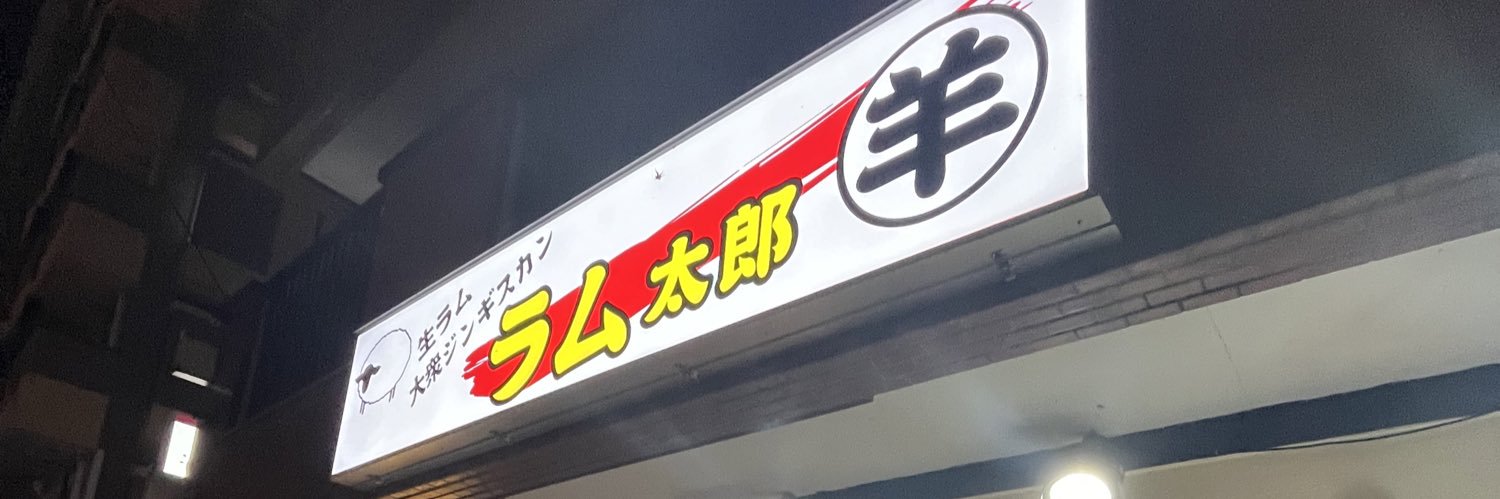 生ラム
大衆ジンギスカン
ラム太郎
羊